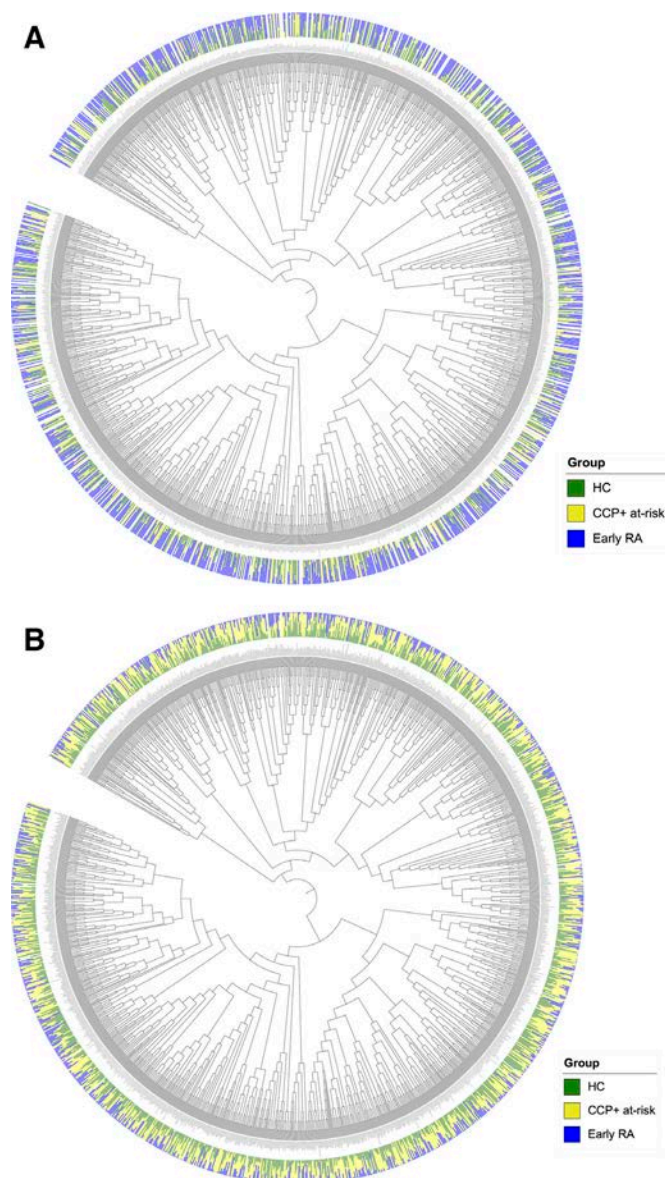 A
Group
HC
CCP+ at-risk
Early RA
B
Group
HC
CCP+ at-risk
Early RA